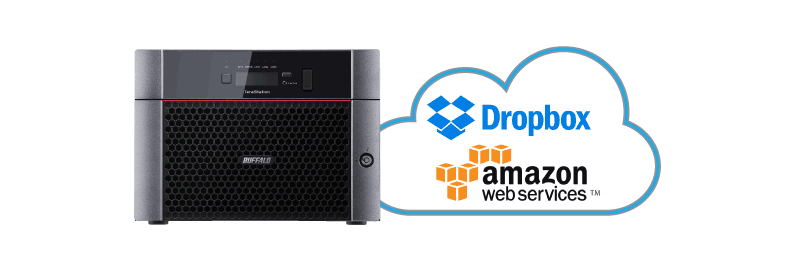 TeraStation
BUFFALO
Dropbox
amazon
web services™